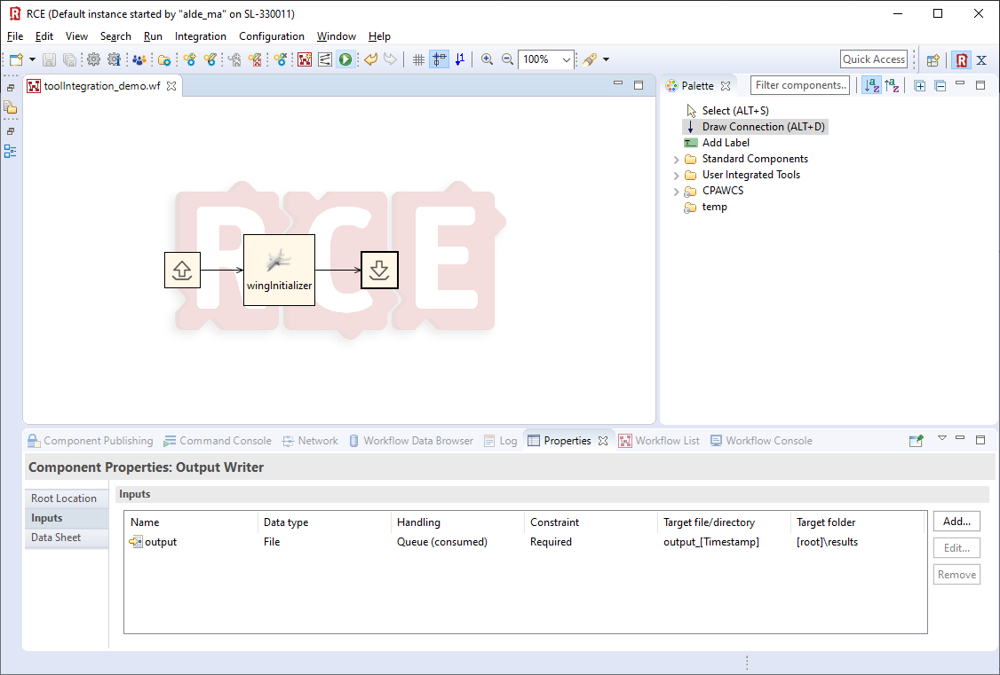 RCE (Default instance started by "alde_ma" on SL-330011)
File Edit View Search Run Integration Configuration Window Help
100% Quick Access
toolIntegration_demo.wf
Palette Filter components..
Select (ALT+S)
Draw Connection (ALT+D)
Add Label
Standard Components
User Integrated Tools
CPAWCS
temp
RCE
wingInitializer
Component Publishing Command Console Network Workflow Data Browser Log Properties Workflow List Workflow Console
Component Properties: Output Writer
Root Location
Inputs
Data Sheet
Inputs
Name Data type Handling Constraint Target file/directory Target folder
output File Queue (consumed) Required output_[Timestamp] [root]\results
Add...
Edit...
Remove